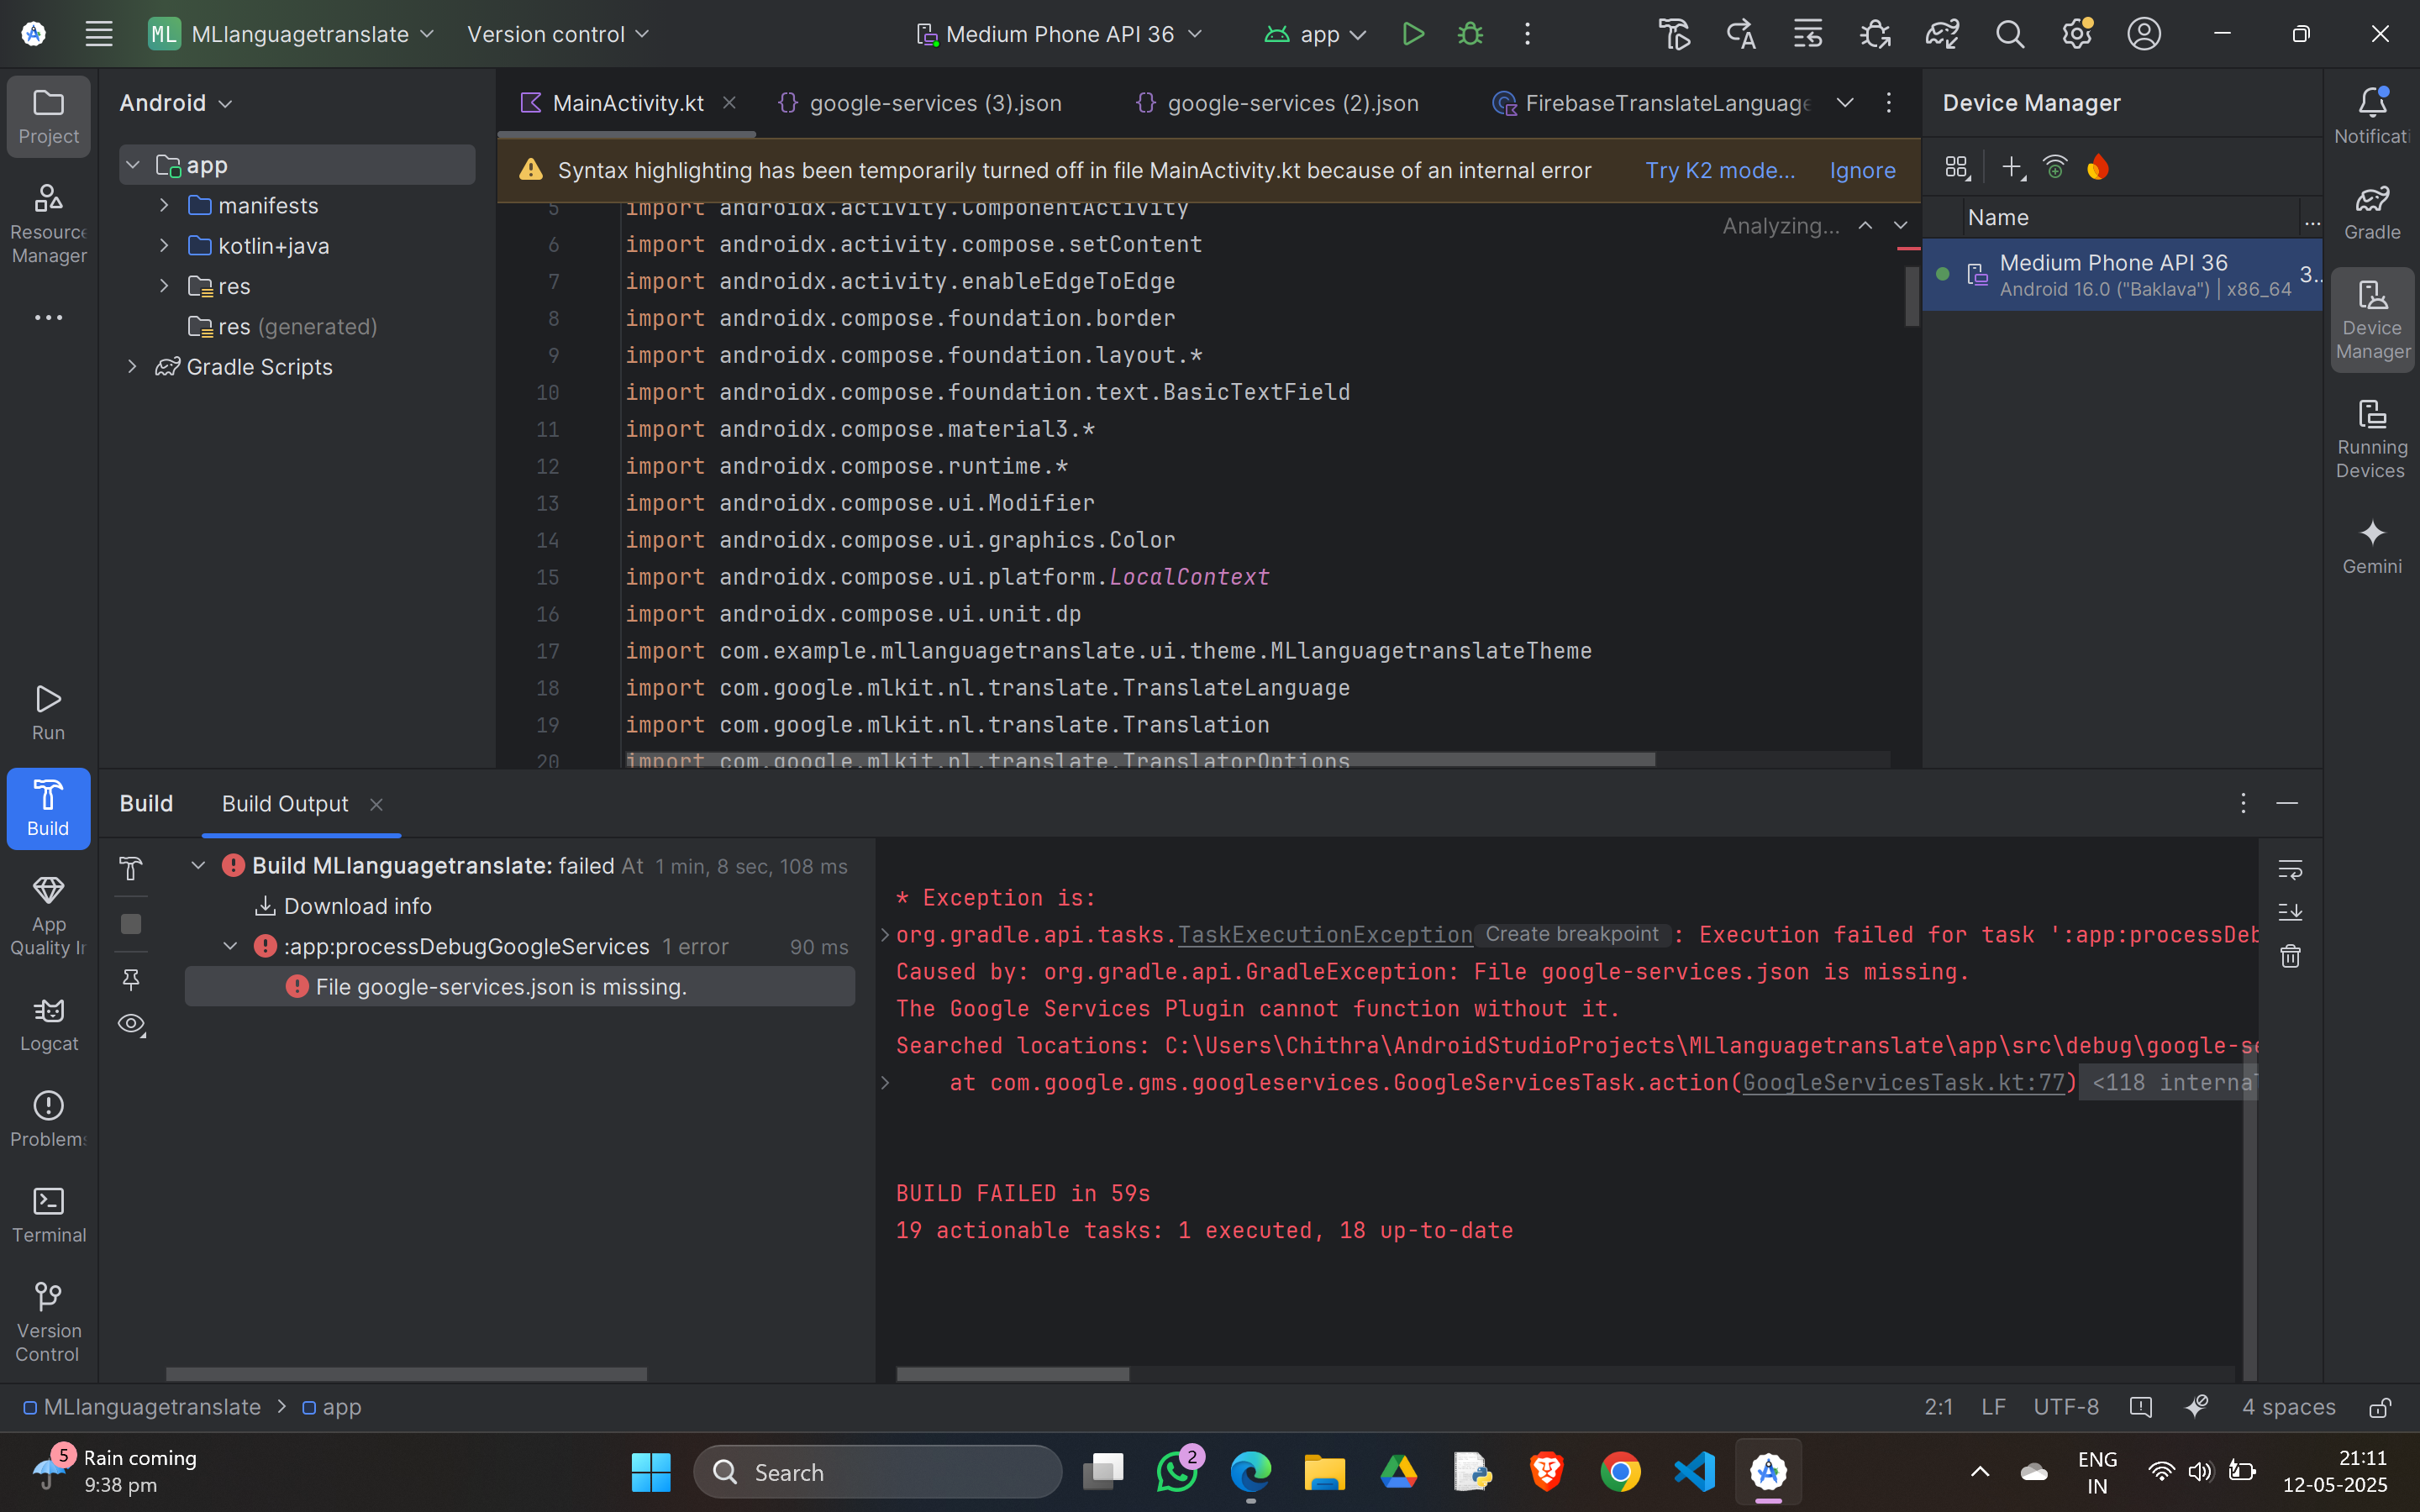 ML MLlanguagetranslate Version control Medium Phone API 36 app
Project
Resource
Manager
Run
Build
App
Quality
Logcat
Problems
Terminal
Version
Control
Android
app
manifests
kotlin+java
res
res (generated)
Gradle Scripts
MainActivity.kt google-services (3).json google-services (2).json FirebaseTranslateLanguage
Syntax highlighting has been temporarily turned off in file MainActivity.kt because of an internal error Try K2 mode... Ignore
Analyzing...
5 import androidx.activity.ComponentActivity
6 import androidx.activity.compose.setContent
7 import androidx.activity.enableEdgeToEdge
8 import androidx.compose.foundation.border
9 import androidx.compose.foundation.layout.*
10 import androidx.compose.foundation.text.BasicTextField
11 import androidx.compose.material3.*
12 import androidx.compose.runtime.*
13 import androidx.compose.ui.Modifier
14 import androidx.compose.ui.graphics.Color
15 import androidx.compose.ui.platform.LocalContext
16 import androidx.compose.ui.unit.dp
17 import com.example.mllanguagetranslate.ui.theme.MLlanguagetranslateTheme
18 import com.google.mlkit.nl.translate.TranslateLanguage
19 import com.google.mlkit.nl.translate.Translation
20 import com.google.mlkit.nl.translate.TranslatorOptions
Device Manager
Name ...
Medium Phone API 36 3..
Android 16.0 ("Baklava") | x86_64
Notificati
Gradle
Device
Manager
Running
Devices
Gemini
Build Build Output
Build MLlanguagetranslate: failed At 1 min, 8 sec, 108 ms
Download info
:app:processDebugGoogleServices 1 error 90 ms
File google-services.json is missing.
* Exception is:
org.gradle.api.tasks.TaskExecutionException Create breakpoint : Execution failed for task ':app:processDeb
Caused by: org.gradle.api.GradleException: File google-services.json is missing.
The Google Services Plugin cannot function without it.
Searched locations: C:\Users\Chithra\AndroidStudioProjects\MLlanguagetranslate\app\src\debug\google-se
at com.google.gms.googleservices.GoogleServicesTask.action(GoogleServicesTask.kt:77) <118 interna
BUILD FAILED in 59s
19 actionable tasks: 1 executed, 18 up-to-date
MLlanguagetranslate > app 2:1 LF UTF-8 4 spaces
5 Rain coming
9:38 pm
Search
2
ENG
IN
21:11
12-05-2025